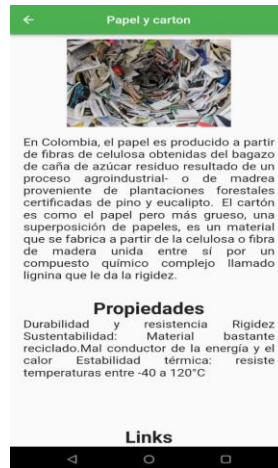 Papel y carton
En Colombia, el papel es producido a partir
de fibras de celulosa obtenidas del bagazo
de caña de azúcar residuo resultado de un
proceso agroindustrial- o de madrea
proveniente de plantaciones forestales
certificadas de pino y eucalipto. El cartón
es como el papel pero más grueso, una
superposición de papeles, es un material
que se fabrica a partir de la celulosa o fibra
de madera unida entre sí por un
compuesto químico complejo llamado
lignina que le da la rigidez.
Propiedades
Durabilidad y resistencia Rigidez
Sustentabilidad: Material bastante
reciclado.Mal conductor de la energía y el
calor Estabilidad térmica: resiste
temperaturas entre -40 a 120°C
Links